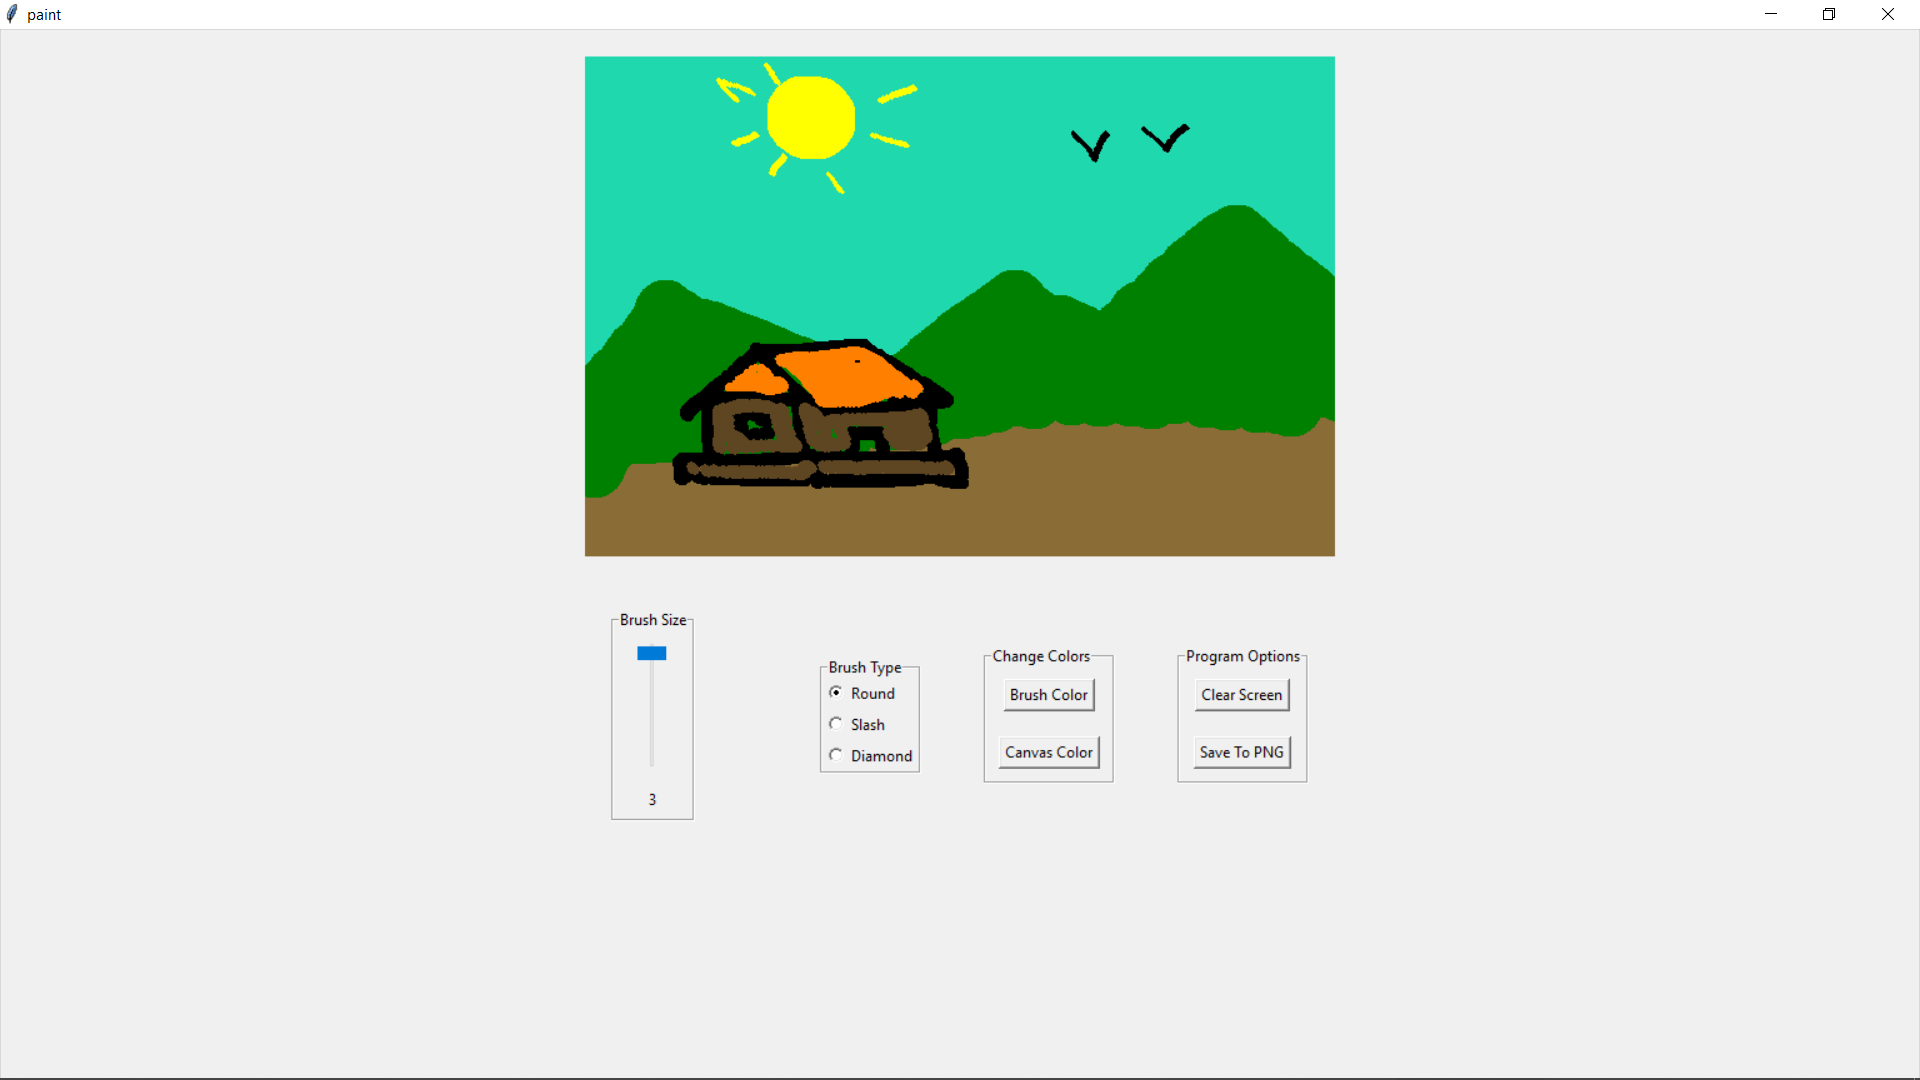 paint
Brush Size
3
Brush Type
Round
Slash
Diamond
Change Colors
Brush Color
Canvas Color
Program Options
Clear Screen
Save To PNG